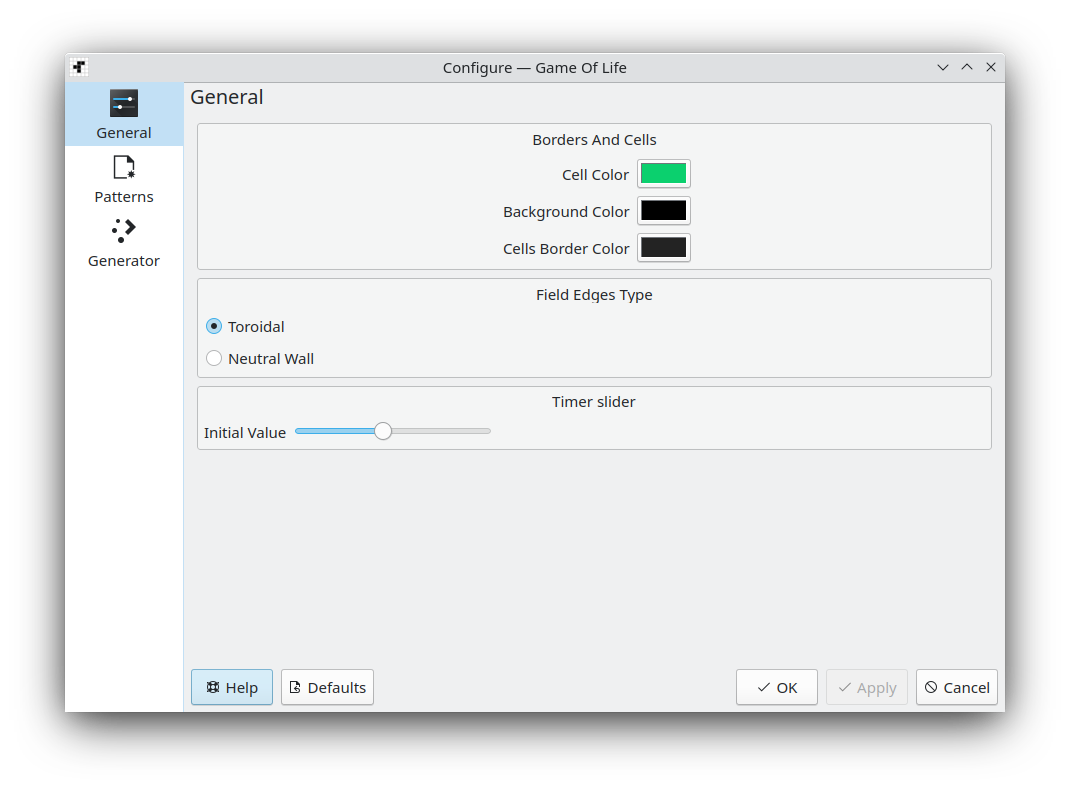 Configure — Game Of Life
General
General
Patterns
Generator
Borders And Cells
Cell Color
Background Color
Cells Border Color
Field Edges Type
Toroidal
Neutral Wall
Timer slider
Initial Value
Help
Defaults
OK
Apply
Cancel